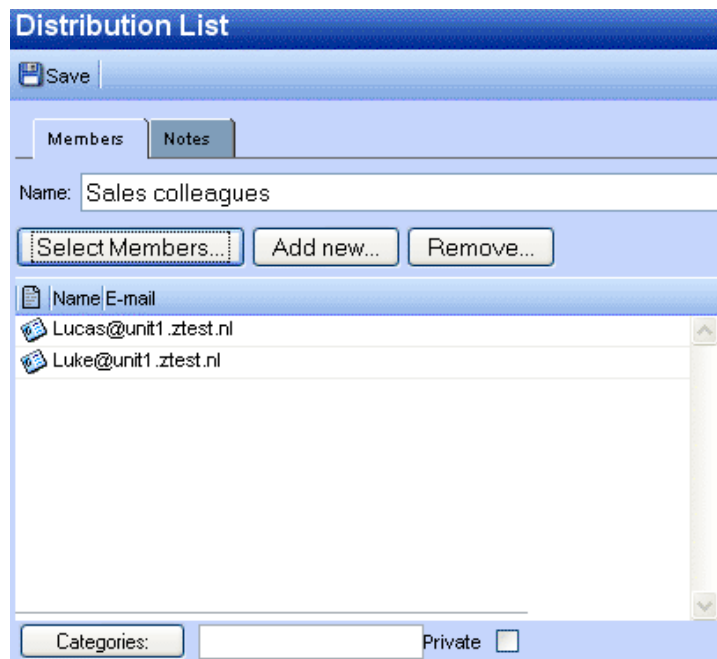 Distribution List
Save
Members Notes
Name: Sales colleagues
Select Members... Add new... Remove...
Name E-mail
Lucas@unit1.ztest.nl
Luke@unit1.ztest.nl
Categories: Private